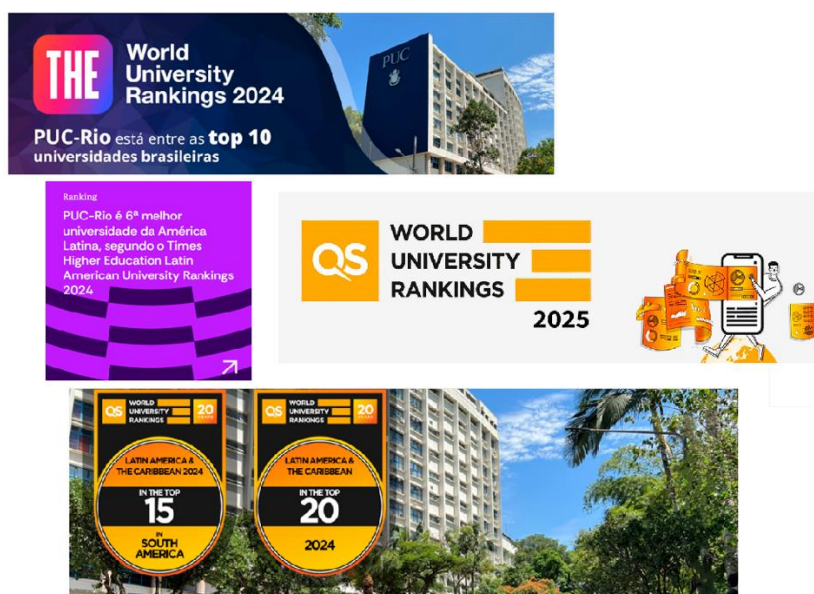 THE
World
University
Rankings 2024
PUC-Rio está entre as top 10
universidades brasileiras
PUC
Ranking
PUC-Rio é 6ª melhor
universidade da América
Latina, segundo o Times
Higher Education Latin
American University Rankings
2024
QS
WORLD
UNIVERSITY
RANKINGS
2025
QS
WORLD
UNIVERSITY
RANKINGS
20
LATIN AMERICA &
THE CARIBBEAN 2024
IN THE TOP
15
IN
SOUTH
AMERICA
QS
WORLD
UNIVERSITY
RANKINGS
20
LATIN AMERICA &
THE CARIBBEAN
IN THE TOP
20
2024